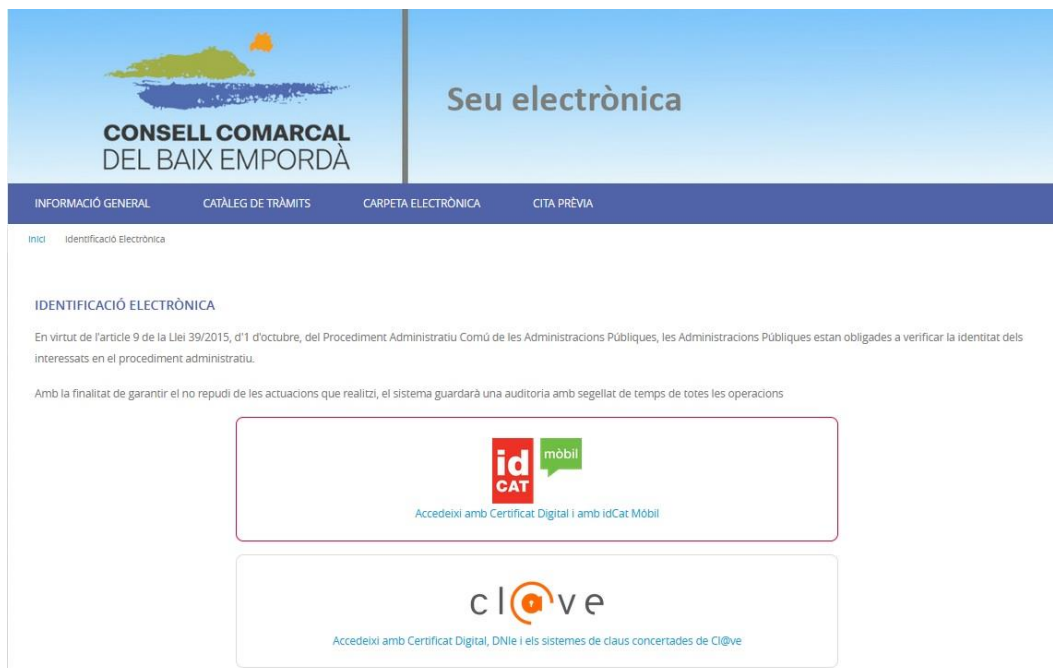 CONSELL COMARCAL
DEL BAIX EMPORDÀ
Seu electrònica
INFORMACIÓ GENERAL
CATÀLEG DE TRÀMITS
CARPETA ELECTRÒNICA
CITA PRÈVIA
Inici Identificació Electrònica
IDENTIFICACIÓ ELECTRÒNICA
En virtut de l'article 9 de la Llei 39/2015, d'1 d'octubre, del Procediment Administratiu Comú de les Administracions Públiques, les Administracions Públiques estan obligades a verificar la identitat dels
interessats en el procediment administratiu.
Amb la finalitat de garantir el no repudi de les actuacions que realitzi, el sistema guardarà una auditoria amb segellat de temps de totes les operacions
id
CAT
mòbil
Accedeixi amb Certificat Digital i amb idCat Mòbil
cl@ve
Accedeixi amb Certificat Digital, DNIe i els sistemes de claus concertades de Cl@ve